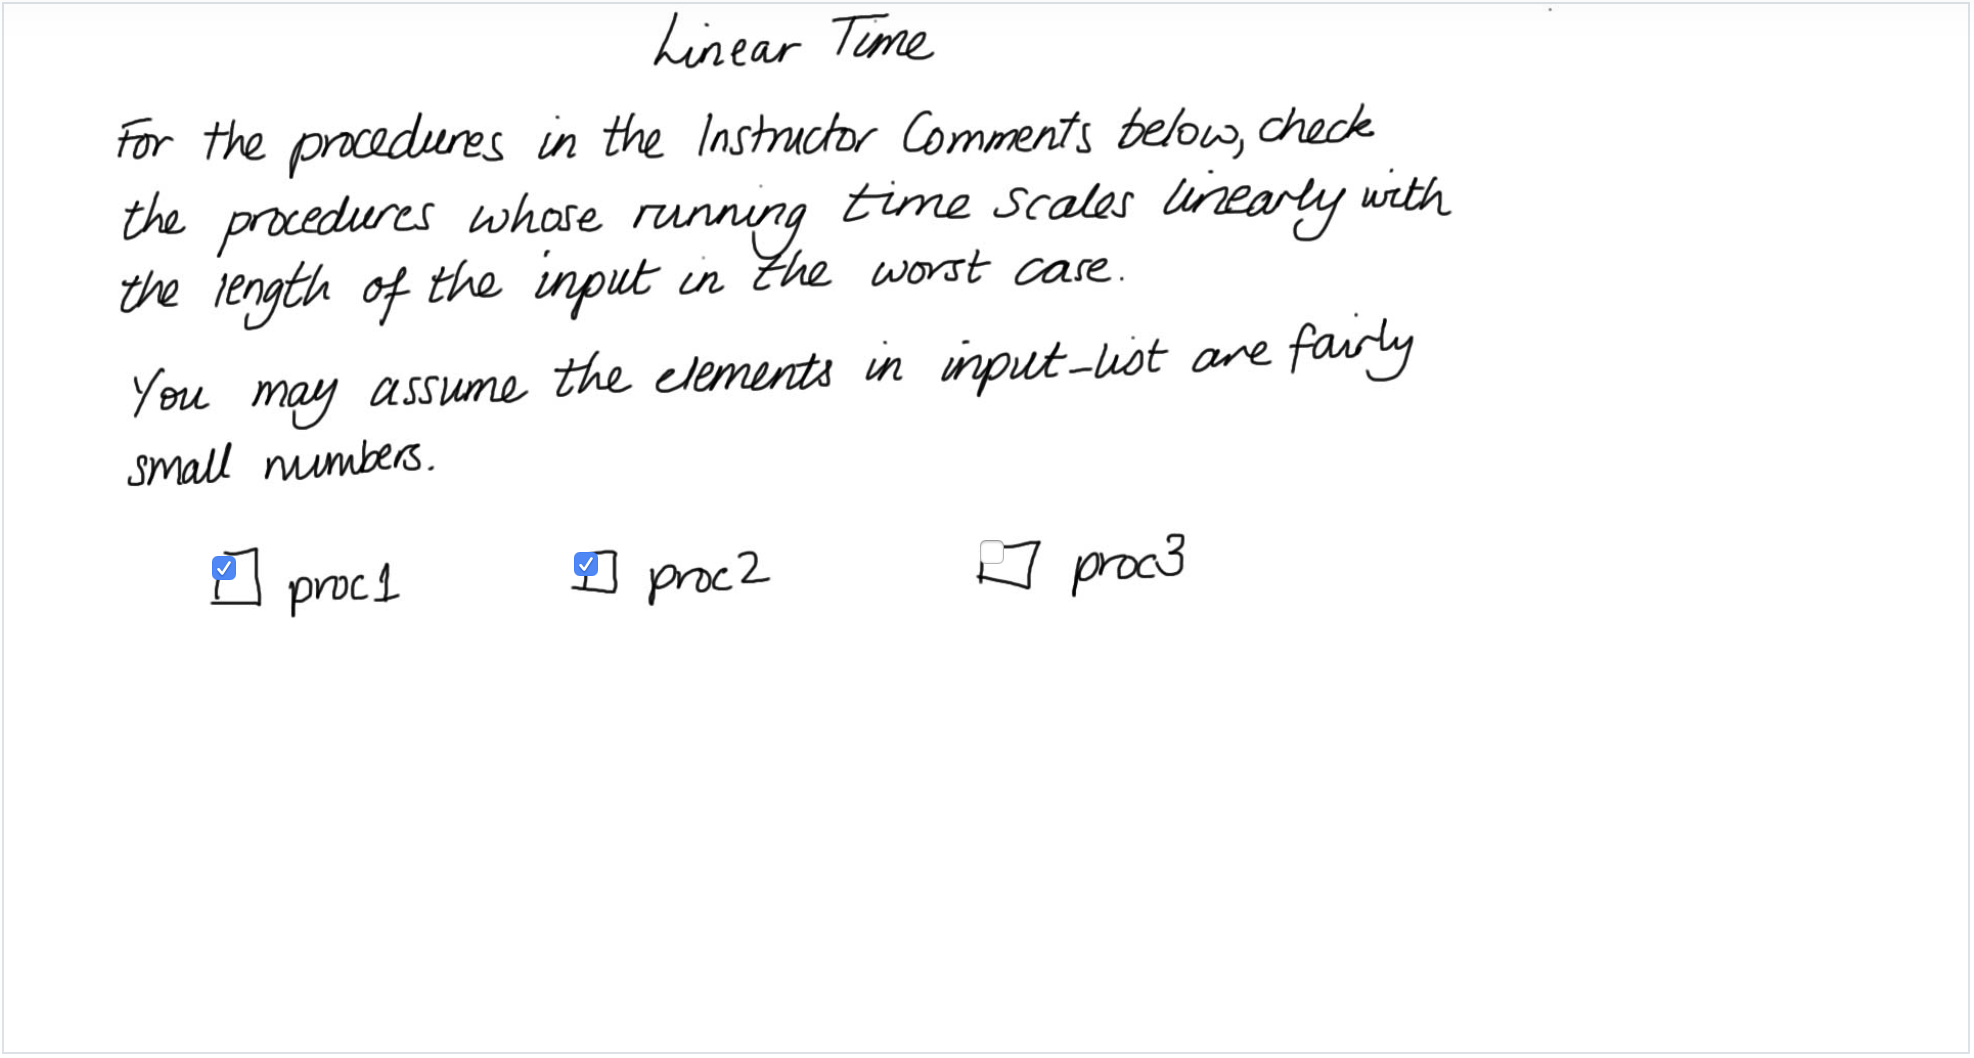 Linear Time
For the procedures in the Instructor Comments below, check
the procedures whose running time scales linearly with
the length of the input in the worst case.
You may assume the elements in input-list are fairly
small numbers.
proc1 proc2 proc3